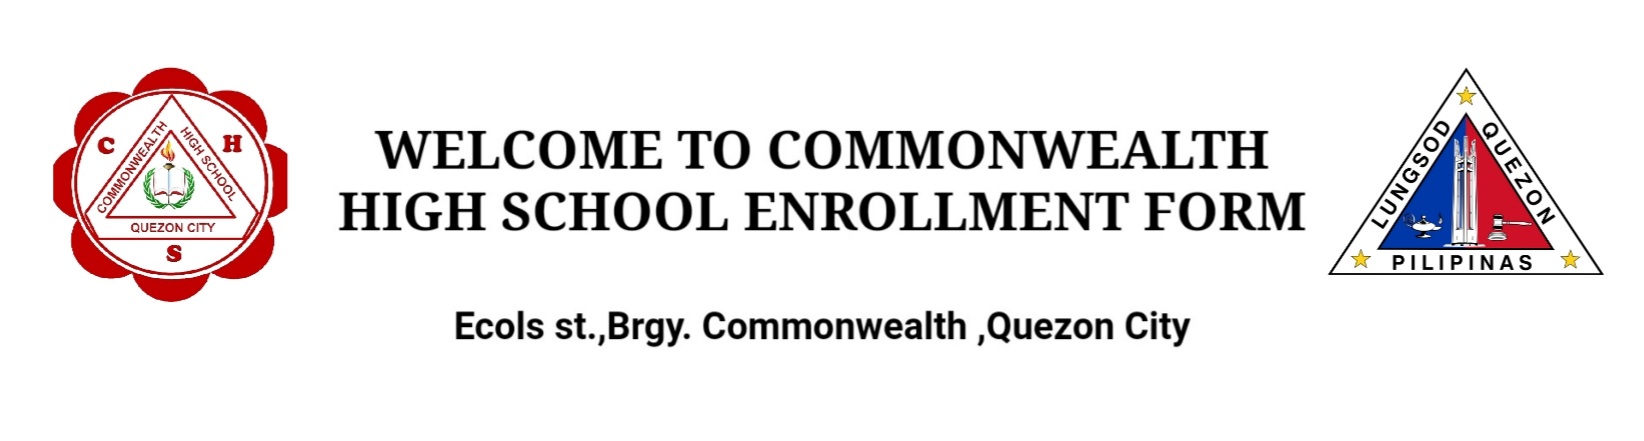 C H
COMMONWEALTH HIGH SCHOOL
QUEZON CITY
S
WELCOME TO COMMONWEALTH
HIGH SCHOOL ENROLLMENT FORM
Ecols st.,Brgy. Commonwealth ,Quezon City
LUNGSOD QUEZON
PILIPINAS